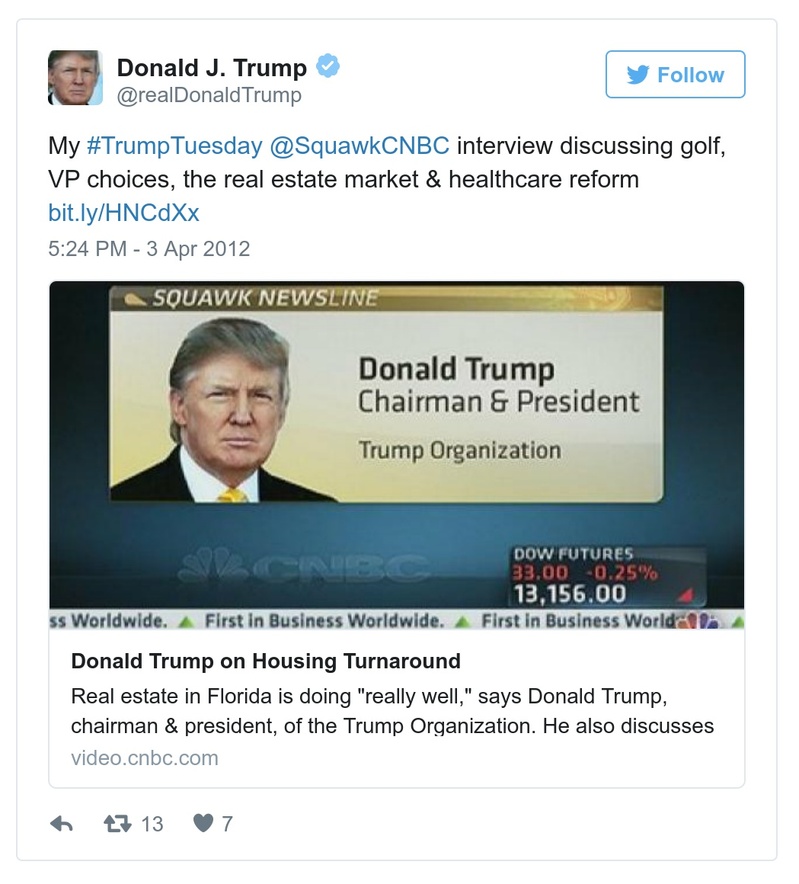 Donald J. Trump
@realDonaldTrump
Follow
My #TrumpTuesday @SquawkCNBC interview discussing golf,
VP choices, the real estate market & healthcare reform
bit.ly/HNCdXx
5:24 PM - 3 Apr 2012
SQUAWK NEWSLINE
Donald Trump
Chairman & President
Trump Organization
CNBC
DOW FUTURES
33.00 -0.25%
13,156.00
ss Worldwide. First in Business Worldwide. First in Business World
Donald Trump on Housing Turnaround
Real estate in Florida is doing "really well," says Donald Trump,
chairman & president, of the Trump Organization. He also discusses
video.cnbc.com
13 7